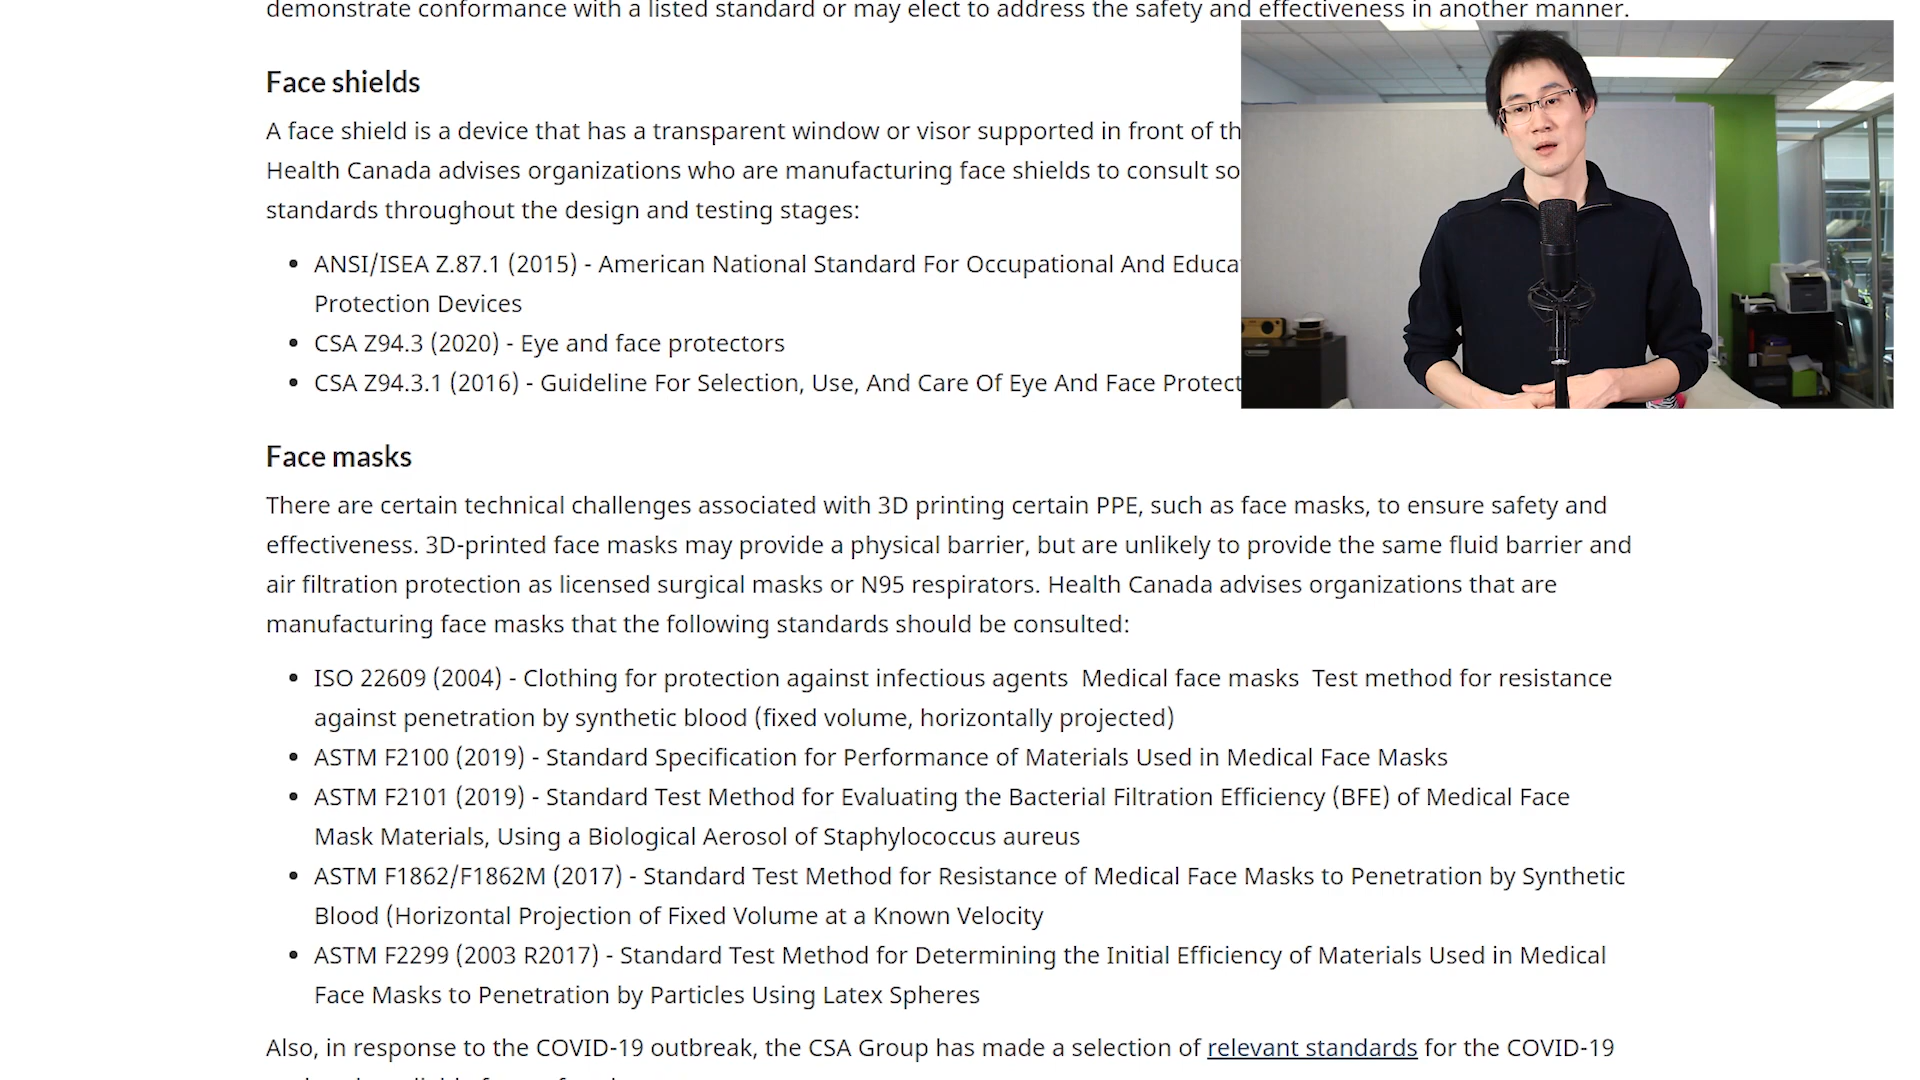 demonstrate conformance with a listed standard or may elect to address the safety and effectiveness in another manner.
Face shields
A face shield is a device that has a transparent window or visor supported in front of
Health Canada advises organizations who are manufacturing face shields to consult
standards throughout the design and testing stages:
• ANSI/ISEA Z.87.1 (2015) - American National Standard For Occupational And
Protection Devices
• CSA Z94.3 (2020) - Eye and face protectors
• CSA Z94.3.1 (2016) - Guideline For Selection, Use, And Care Of Eye And Face
Face masks
There are certain technical challenges associated with 3D printing certain PPE, such as face masks, to ensure safety and
effectiveness. 3D-printed face masks may provide a physical barrier, but are unlikely to provide the same fluid barrier and
air filtration protection as licensed surgical masks or N95 respirators. Health Canada advises organizations that are
manufacturing face masks that the following standards should be consulted:
• ISO 22609 (2004) - Clothing for protection against infectious agents  Medical face masks  Test method for resistance
against penetration by synthetic blood (fixed volume, horizontally projected)
• ASTM F2100 (2019) - Standard Specification for Performance of Materials Used in Medical Face Masks
• ASTM F2101 (2019) - Standard Test Method for Evaluating the Bacterial Filtration Efficiency (BFE) of Medical Face
Mask Materials, Using a Biological Aerosol of Staphylococcus aureus
• ASTM F1862/F1862M (2017) - Standard Test Method for Resistance of Medical Face Masks to Penetration by Synthetic
Blood (Horizontal Projection of Fixed Volume at a Known Velocity
• ASTM F2299 (2003 R2017) - Standard Test Method for Determining the Initial Efficiency of Materials Used in Medical
Face Masks to Penetration by Particles Using Latex Spheres
Also, in response to the COVID-19 outbreak, the CSA Group has made a selection of relevant standards for the COVID-19